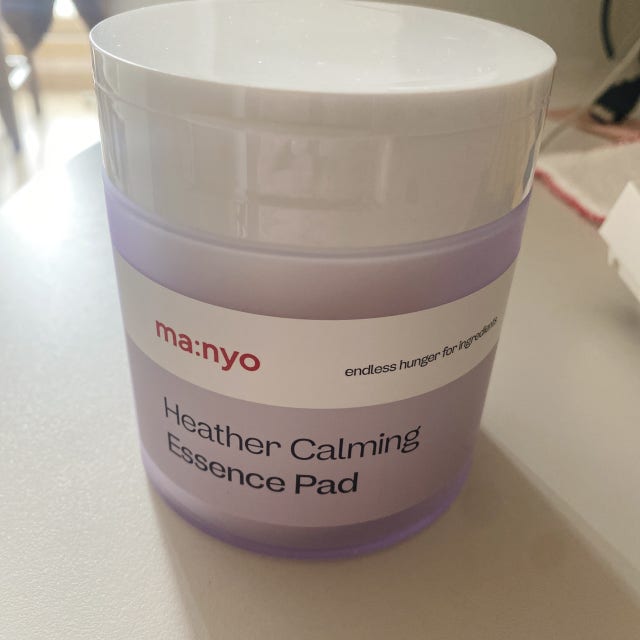 ma:nyo
endless hunger for ingredients
Heather Calming
Essence Pad